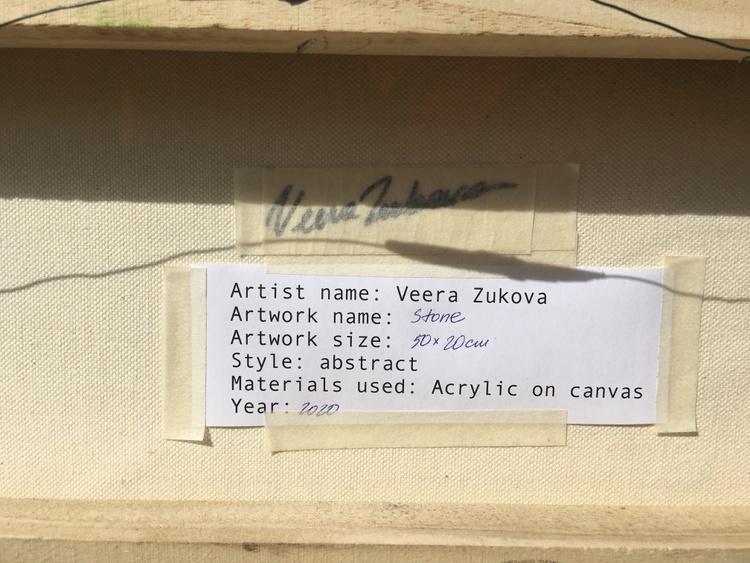 Veera Zukova
Artist name: Veera Zukova
Artwork name: Stone
Artwork size: 50x20cm
Style: abstract
Materials used: Acrylic on canvas
Year: 2020